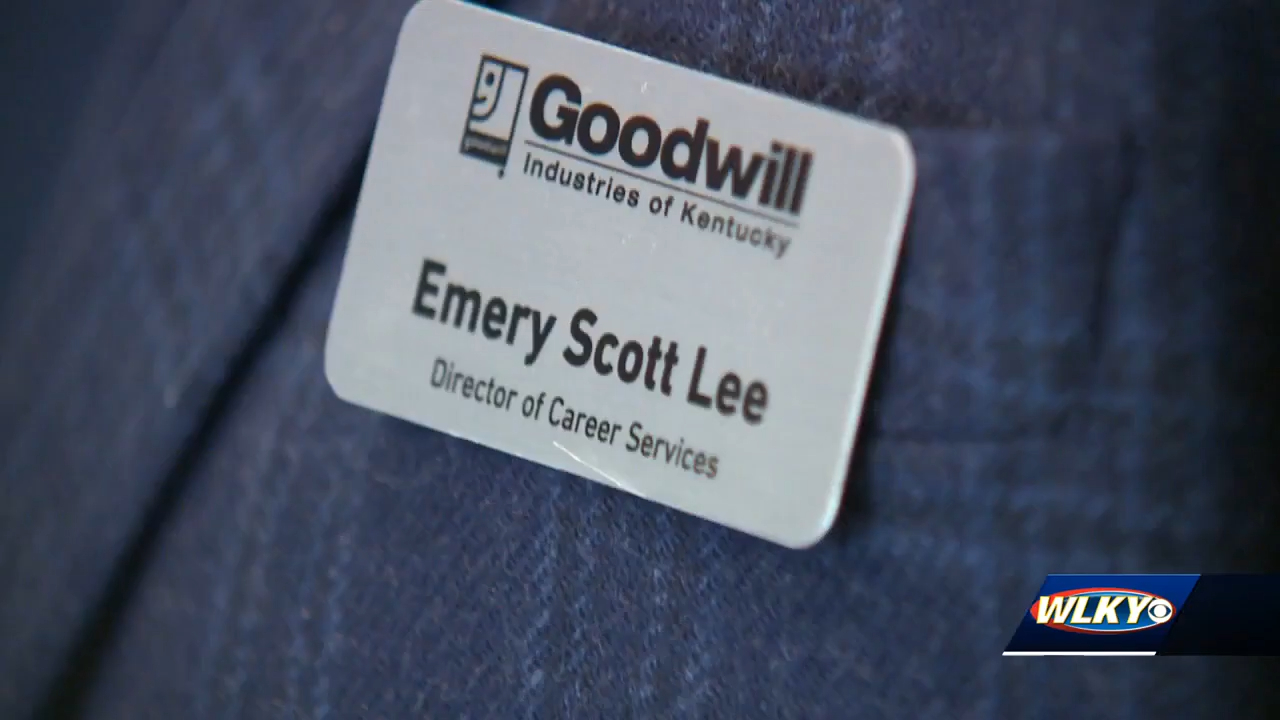 Goodwill
Industries of Kentucky
Emery Scott Lee
Director of Career Services
WLKY